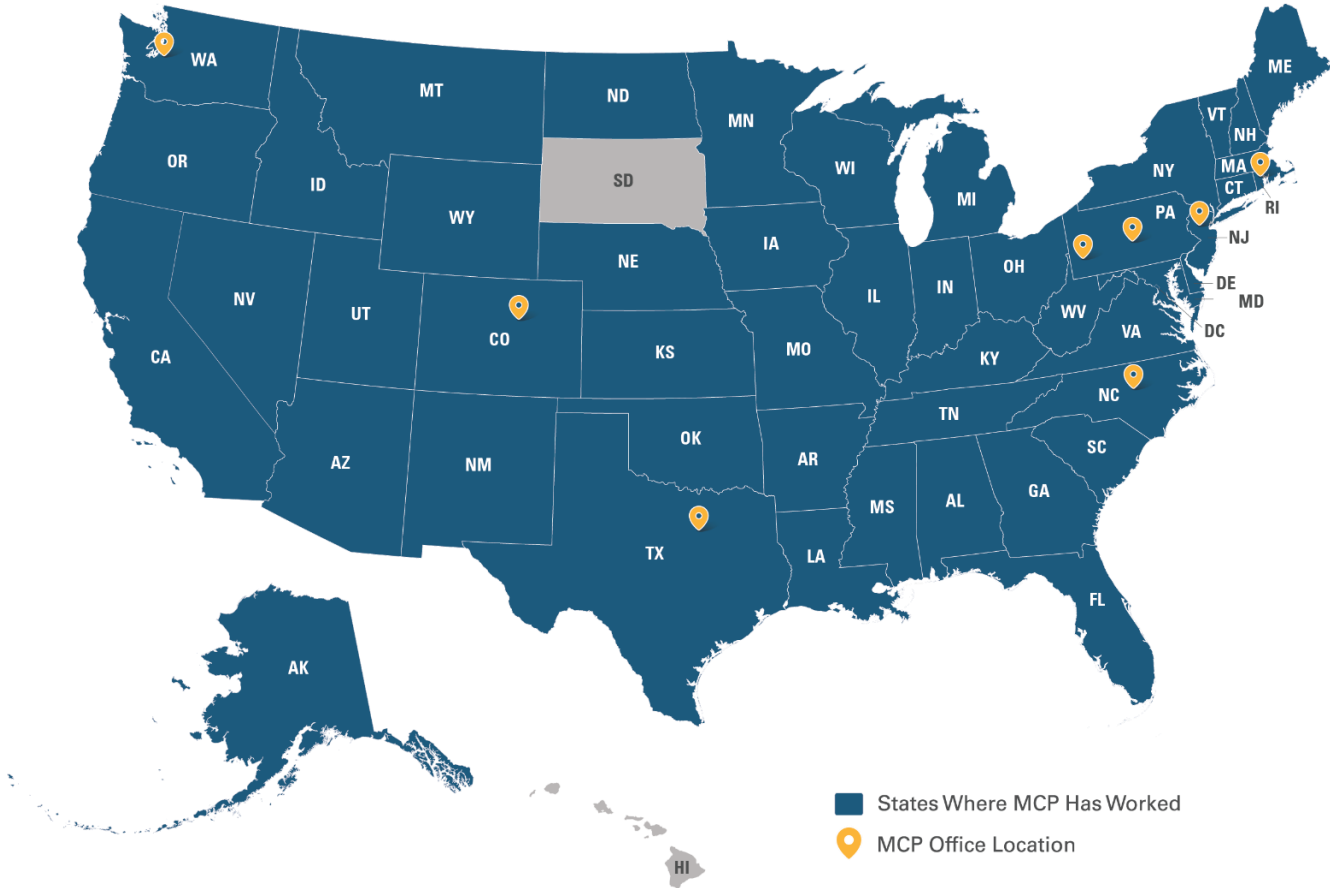 WA
MT
ND
MN
ME
VT
NH
OR
ID
SD
WI
NY
MA
CT
WY
MI
RI
PA
IA
NJ
NE
OH
IN
DE
NV
IL
MD
UT
WV
DC
CO
VA
CA
KS
MO
KY
NC
TN
OK
SC
AZ
NM
AR
GA
MS
AL
TX
LA
FL
AK
States Where MCP Has Worked
MCP Office Location
HI